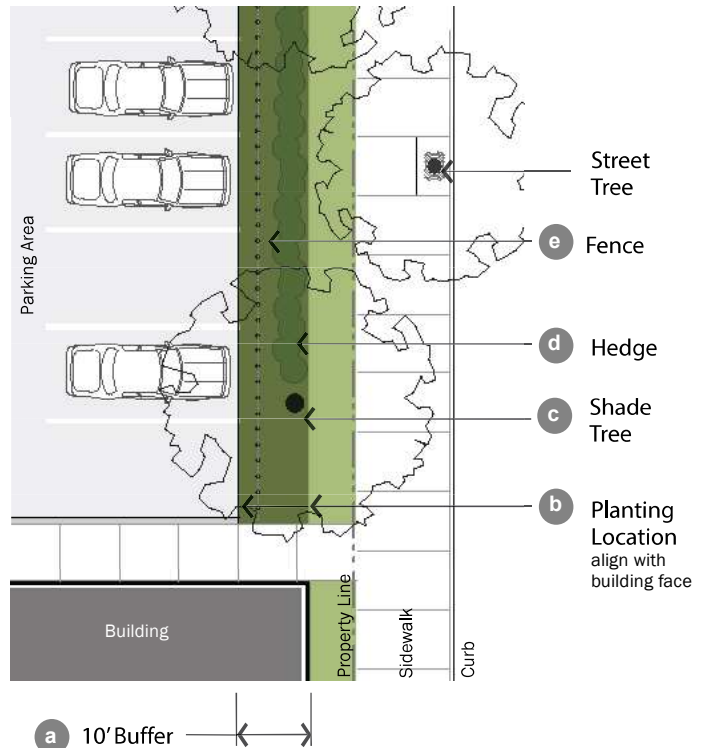 Street
Tree
e Fence
d Hedge
c Shade
Tree
b Planting
Location
align with
building face
Parking Area
Building
Property Line
Sidewalk
Curb
a 10' Buffer